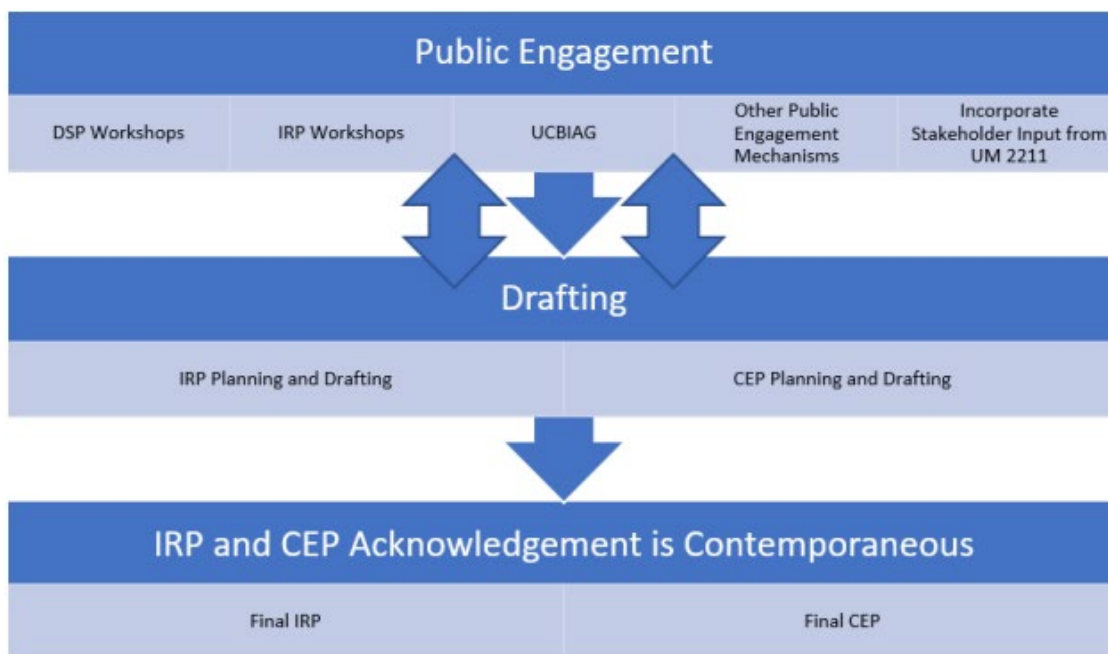 Public Engagement
DSP Workshops
IRP Workshops
UCBIAG
Other Public
Engagement
Mechanisms
Incorporate
Stakeholder Input from
UM 2211
Drafting
IRP Planning and Drafting
CEP Planning and Drafting
IRP and CEP Acknowledgement is Contemporaneous
Final IRP
Final CEP